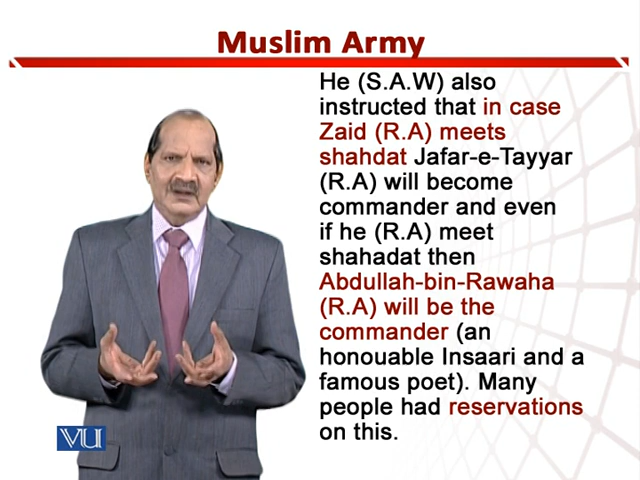 Muslim Army
He (S.A.W) also
instructed that in case
Zaid (R.A) meets
shahdat Jafar-e-Tayyar
(R.A) will become
commander and even
if he (R.A) meet
shahadat then
Abdullah-bin-Rawaha
(R.A) will be the
commander (an
honouable Insaari and a
famous poet). Many
people had reservations
on this.
VU